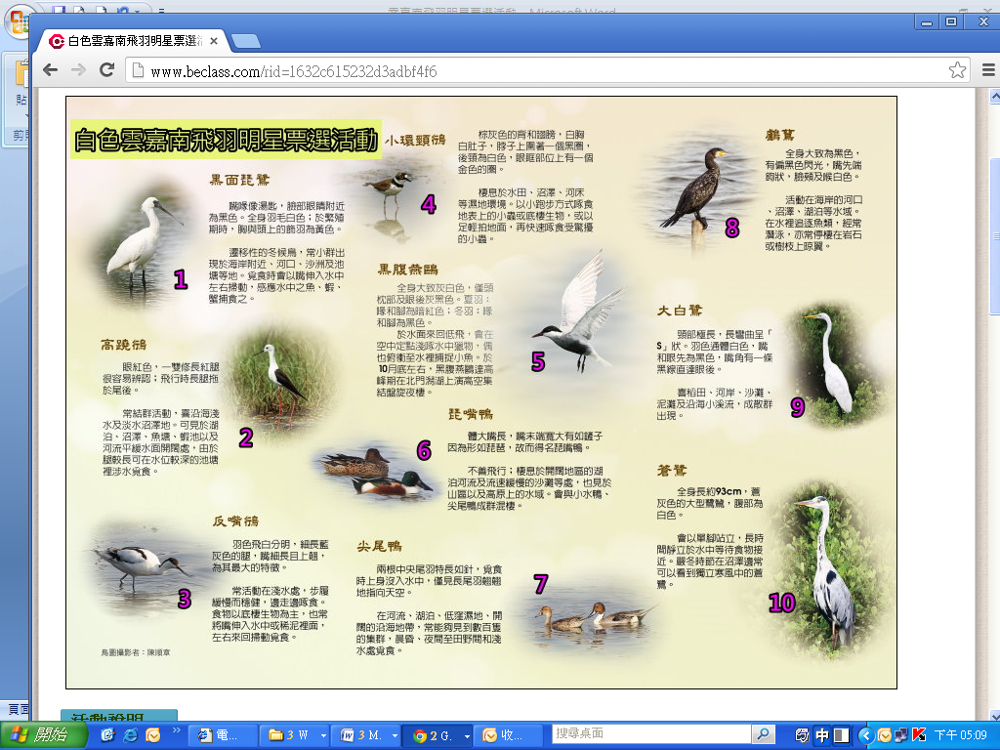 雲嘉南飛羽明星票選活動 - Microsoft Word
白色雲嘉南飛羽明星票選活
www.beclass.com/rid=1632c615232d3adbf4f6
貼
剪
白色雲嘉南飛羽明星票選活動
黑面琵鷺
嘴喙像湯匙，臉部眼睛附近
為黑色。全身羽毛白色；於繁殖
期時，胸與頭上的飾羽為黃色。
遷移性的冬候鳥，常小群出
現於海岸附近、河口、沙洲及池
塘等地。覓食時會以嘴伸入水中
左右掃動，感應水中之魚、蝦、
蟹捕食之。
1
高蹺鴴
眼紅色，一雙修長紅腿
很容易辨認；飛行時長腿拖
於尾後。
常結群活動，喜沿海淺
水及淡水沼澤地。可見於湖
泊、沼澤、魚塘、蝦池以及
河流平緩水面開闊處，由於
腿較長可在水位較深的池塘
裡涉水覓食。
2
反嘴鴴
羽色飛白分明，細長藍
灰色的腿，嘴細長且上翹，
為其最大的特徵。
常活動在淺水處，步履
緩慢而穩健，邊走邊啄食。
食物以底棲生物為主，也常
將嘴伸入水中或稀泥裡面，
左右來回掃動覓食。
3
鳥圖攝影者：陳順章
小環頸鴴
棕灰色的背和翅膀，白胸
白肚子，脖子上圍著一個黑圈，
後頸為白色，眼眶部位上有一個
金色的圈。
棲息於水田、沼澤、河床
等濕地環境。以小跑步方式啄食
地表上的小蟲或底棲生物，或以
足輕拍地面，再快速啄食受驚擾
的小蟲。
4
黑腹燕鷗
全身大致灰白色，僅頭
枕部及眼後灰黑色。夏羽：
喙和腳為暗紅色；冬羽：喙
和腳為黑色。
於水面來回低飛，會在
空中定點淺啄水中獵物，偶
也俯衝至水裡捕捉小魚。於
10月底左右，黑腹燕鷗達高
峰期在北門潟湖上演高空集
結盤旋夜棲。
5
琵嘴鴨
體大嘴長，嘴末端寬大有如鏟子
因為形如琵琶，故而得名琵嘴鴨。
不善飛行；棲息於開闊地區的湖
泊河流及流速緩慢的沙灘等處，也見於
山區以及高原上的水域。會與小水鴨、
尖尾鴨成群混棲。
6
尖尾鴨
兩根中央尾羽特長如針，覓食
時上身沒入水中，僅見長尾羽翹翹
地指向天空。
在河流、湖泊、低窪濕地、開
闊的沿海地帶，常能夠見到數百隻
的集群，晨昏、夜間至田野間和淺
水處覓食。
7
鸕鶿
全身大致為黑色，
有偏黑色閃光，嘴先端
鉤狀，臉頰及喉白色。
活動在海岸的河口
、沼澤、湖泊等水域。
在水裡追逐魚類，經常
潛泳，亦常停棲在岩石
或樹枝上晾翼。
8
大白鷺
頸部極長，長彎曲呈「
S」狀。羽色通體白色，嘴
和眼先為黑色，嘴角有一條
黑線直達眼後。
喜稻田、河岸、沙灘、
泥灘及沿海小溪流，成散群
出現。
9
蒼鷺
全身長約93cm，蒼
灰色的大型鷺鷥，腹部為
白色。
會以單腳站立，長時
間靜立於水中等待食物接
近。嚴冬時節在沼澤邊常
可以看到獨立寒風中的蒼
鷺。
10
活動說明
頁面
開始
電...
3 W
3 M.
2 G.
收...
搜尋桌面
中
下午 05:09